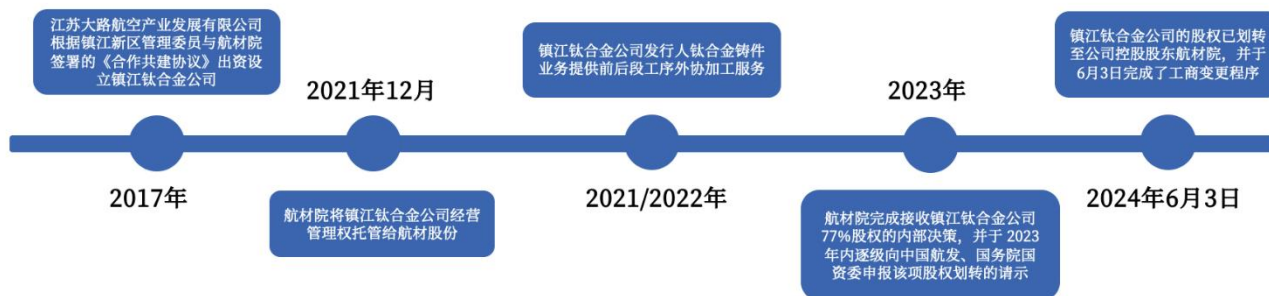 江苏大路航空产业发展有限公司
根据镇江新区管理委员与航材院
签署的《合作共建协议》出资设
立镇江钛合金公司
2017年
2021年12月
航材院将镇江钛合金公司经营
管理权托管给航材股份
镇江钛合金公司发行人钛合金铸件
业务提供前后段工序外协加工服务
2021/2022年
2023年
航材院完成接收镇江钛合金公司
77%股权的内部决策，并于 2023
年内逐级向中国航发、国务院国
资委申报该项股权划转的请示
镇江钛合金公司的股权已划转
至公司控股股东航材院，并于
6月3日完成了工商变更程序
2024年6月3日